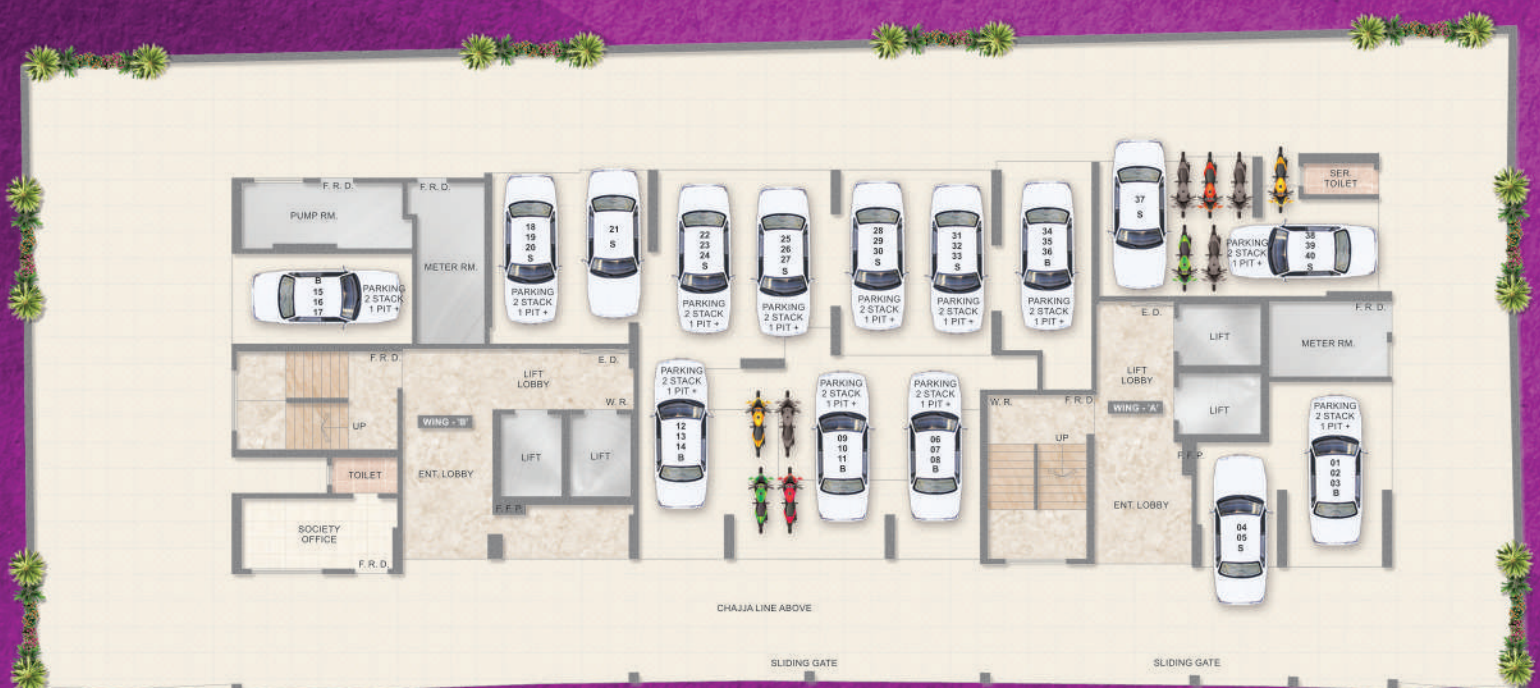 F. R. D.
PUMP RM.
F. R. D.
METER RM.
B
15
16
17
PARKING
2 STACK
1 PIT +
18
19
20
S
PARKING
2 STACK
1 PIT +
21
S
22
23
24
S
PARKING
2 STACK
1 PIT +
25
26
27
S
PARKING
2 STACK
1 PIT +
28
29
30
S
PARKING
2 STACK
1 PIT +
31
32
33
S
PARKING
2 STACK
1 PIT +
34
35
36
B
PARKING
2 STACK
1 PIT +
37
S
SER.
TOILET
PARKING
2 STACK
1 PIT +
38
39
40
S
F. R. D.
E. D.
LIFT
LOBBY
W. R.
WING - 'B'
UP
TOILET
ENT. LOBBY
LIFT
LIFT
F. F. P.
SOCIETY
OFFICE
F. R. D.
PARKING
2 STACK
1 PIT +
12
13
14
B
PARKING
2 STACK
1 PIT +
09
10
11
B
PARKING
2 STACK
1 PIT +
06
07
08
B
W. R.
F. R. D.
UP
E. D.
LIFT
LOBBY
WING - 'A'
LIFT
LIFT
F. R. D.
METER RM.
F. F. P.
ENT. LOBBY
PARKING
2 STACK
1 PIT +
01
02
03
B
04
05
S
CHAJJA LINE ABOVE
SLIDING GATE
SLIDING GATE